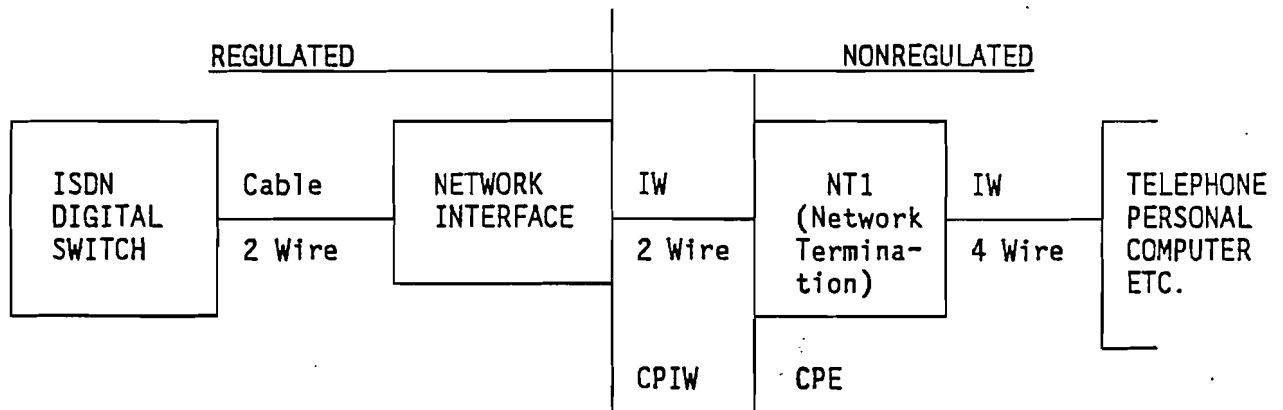 REGULATED
NONREGULATED
ISDN
DIGITAL
SWITCH
Cable
2 Wire
NETWORK
INTERFACE
IW
2 Wire
NT1
(Network
Termina-
tion)
IW
4 Wire
TELEPHONE
PERSONAL
COMPUTER
ETC.
CPIW
CPE